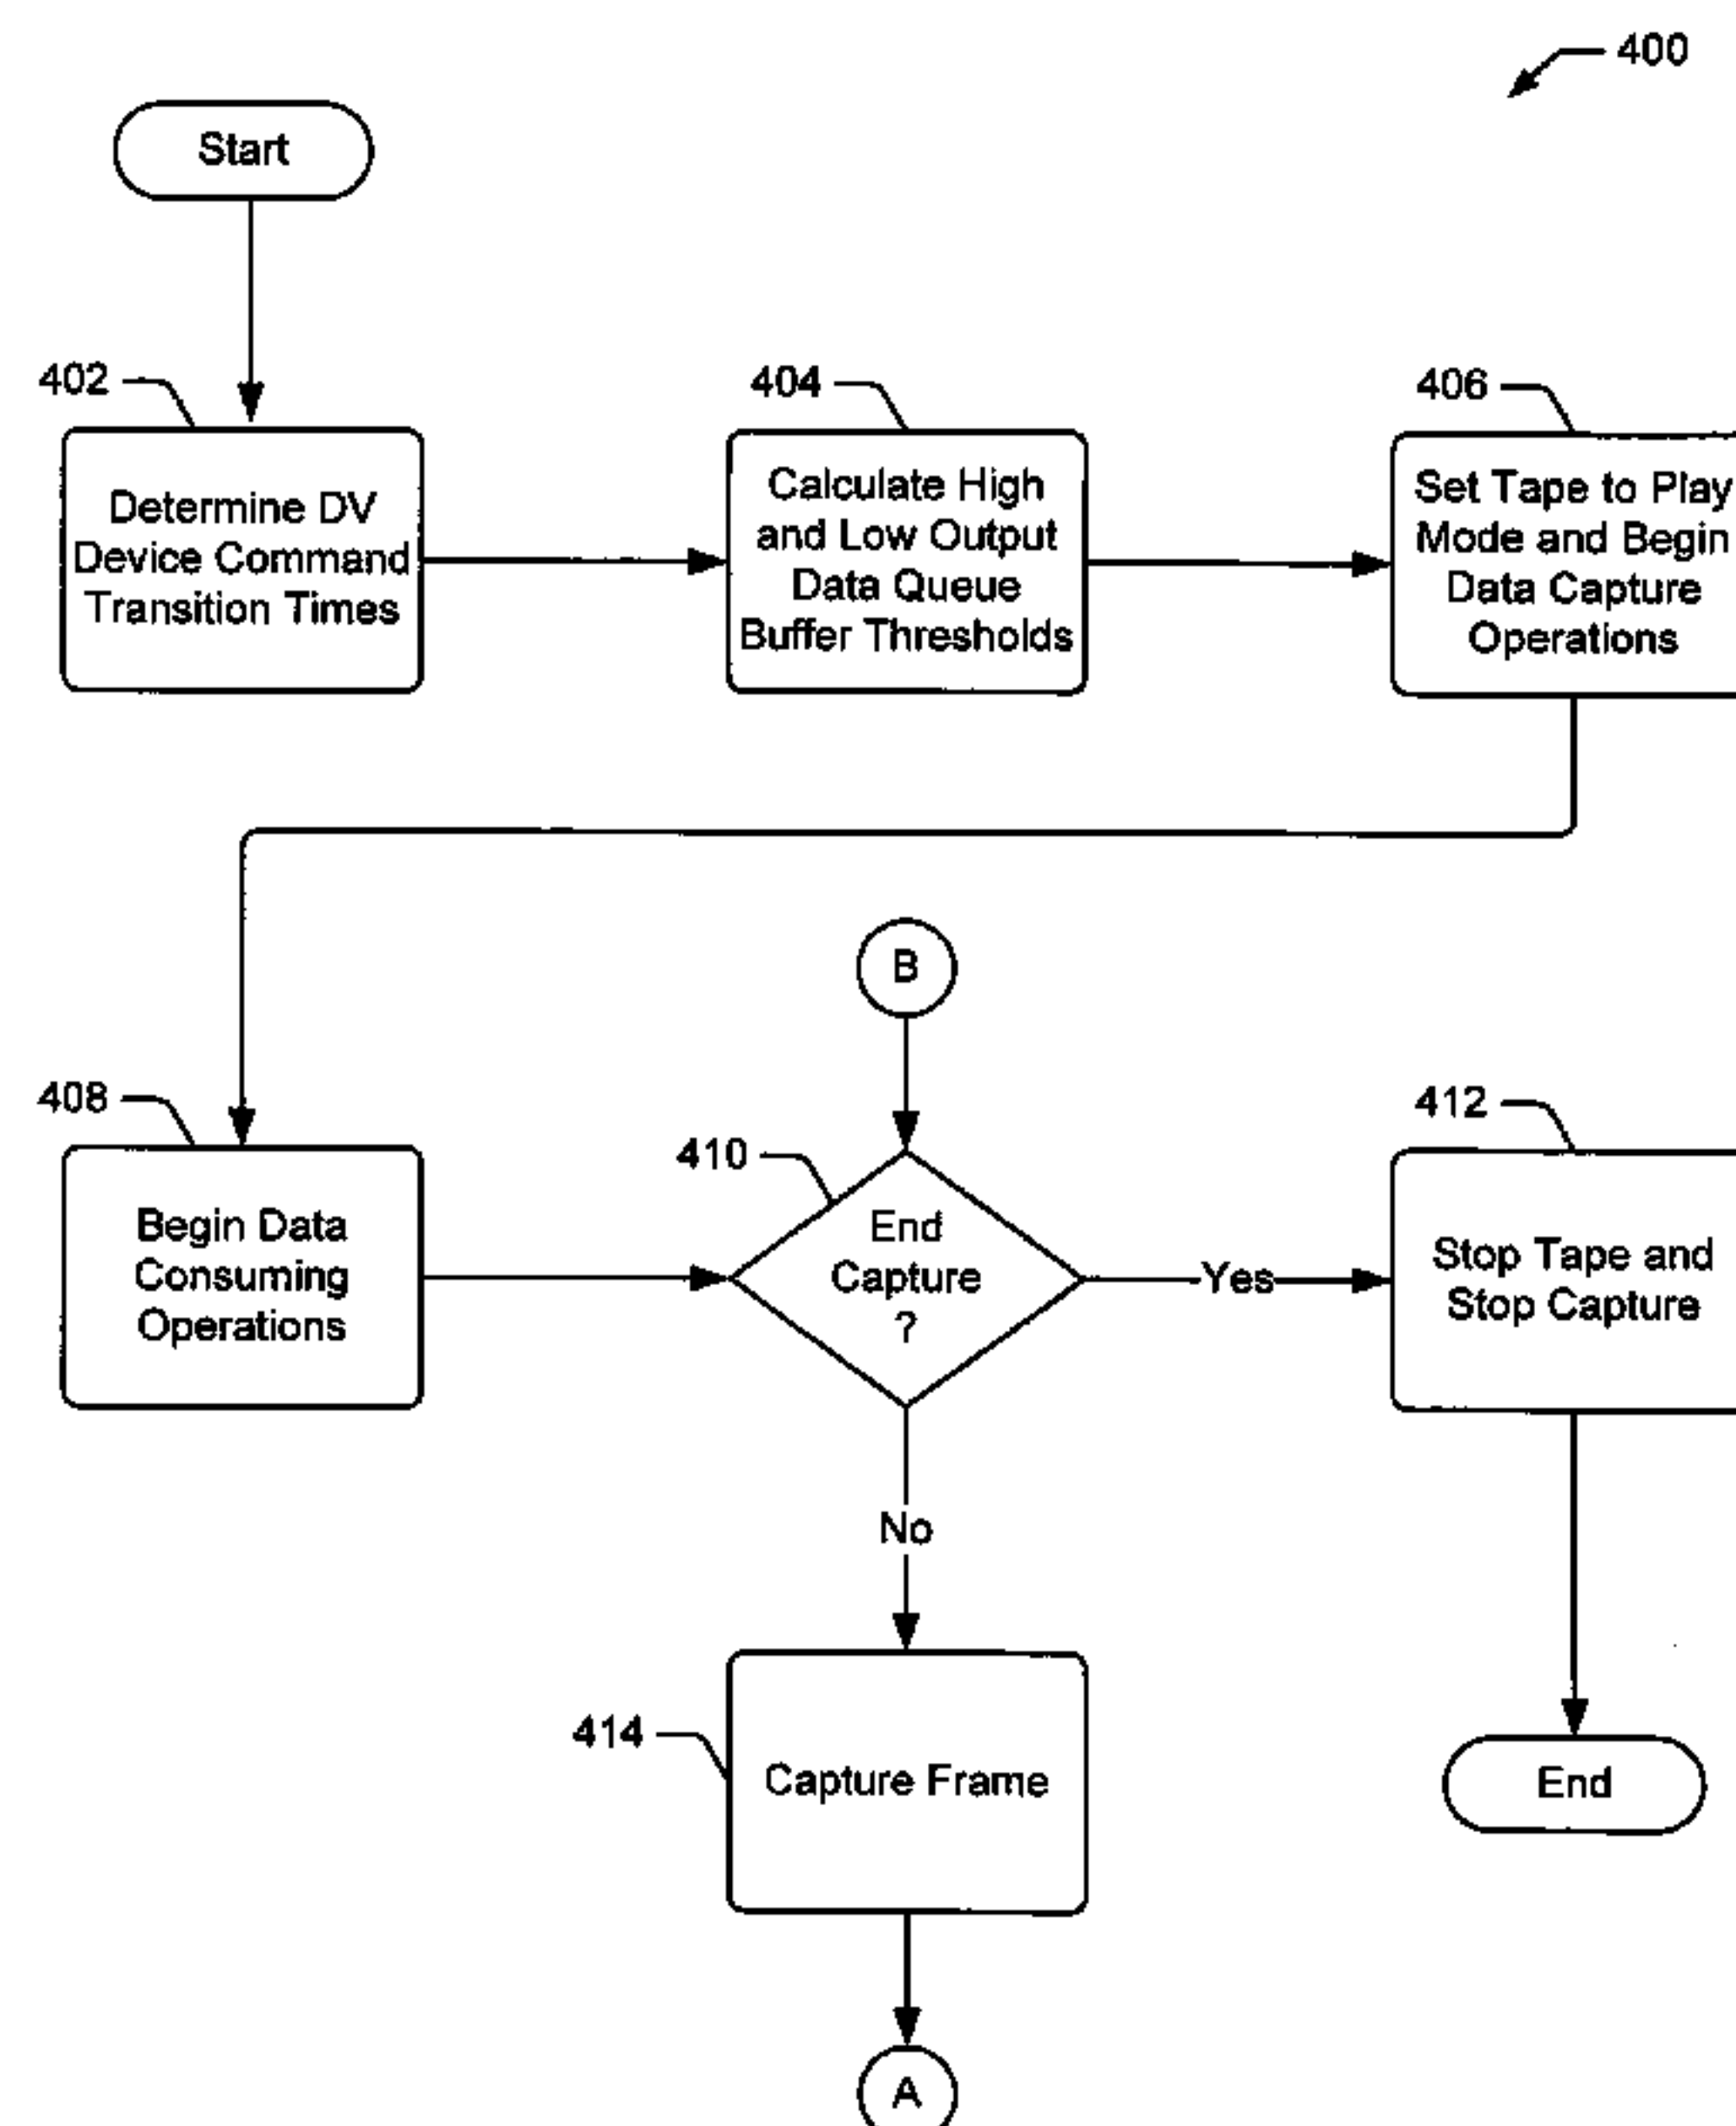 400
Start
402
404
406
Determine DV
Device Command
Transition Times
Calculate High
and Low Output
Data Queue
Buffer Thresholds
Set Tape to Play
Mode and Begin
Data Capture
Operations
B
408
410
412
Begin Data
Consuming
Operations
End
Capture
?
Yes
Stop Tape and
Stop Capture
No
414
Capture Frame
End
A